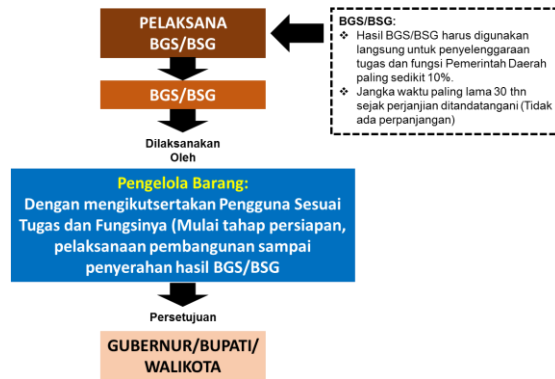 PELAKSANA
BGS/BSG
BGS/BSG:
❖ Hasil BGS/BSG harus digunakan
langsung untuk penyelenggaraan
tugas dan fungsi Pemerintah Daerah
paling sedikit 10%.
❖ Jangka waktu paling lama 30 thn
sejak perjanjian ditandatangani (Tidak
ada perpanjangan)
BGS/BSG
Dilaksanakan
Oleh
Pengelola Barang:
Dengan mengikutsertakan Pengguna Sesuai
Tugas dan Fungsinya (Mulai tahap persiapan,
pelaksanaan pembangunan sampai
penyerahan hasil BGS/BSG
Persetujuan
GUBERNUR/BUPATI/
WALIKOTA